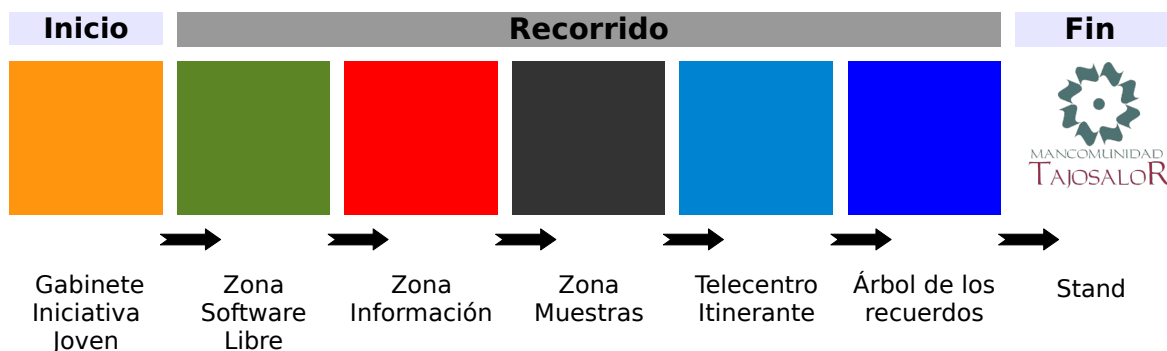 Inicio
Recorrido
Fin
MANCOMUNIDAD
TAJOSALOR
Gabinete
Iniciativa
Joven
Zona
Software
Libre
Zona
Información
Zona
Muestras
Telecentro
Itinerante
Árbol de los
recuerdos
Stand